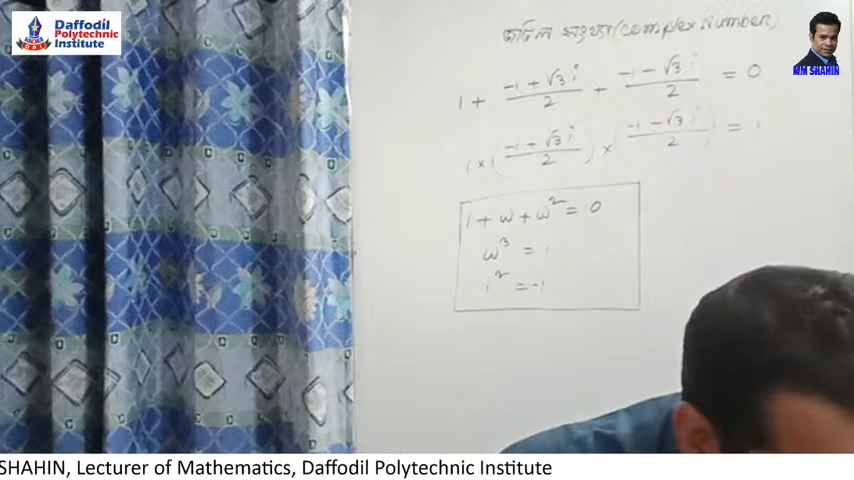 Daffodil
Polytechnic
Institute
জটিল সংখ্যা (complex Number)
M.M SHAHIN
1 + (-1 + √3 i)/2 + (-1 - √3 i)/2 = 0
1 × ((-1 + √3 i)/2) × ((-1 - √3 i)/2) = 1
1 + ω + ω² = 0
ω³ = 1
i² = -1
SHAHIN, Lecturer of Mathematics, Daffodil Polytechnic Institute